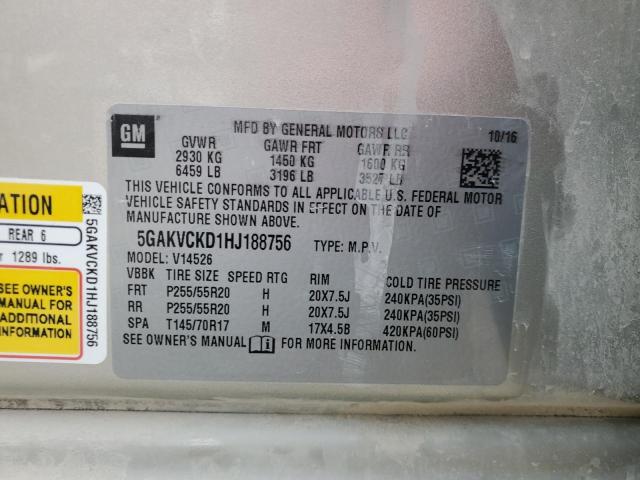 GM
MFD BY GENERAL MOTORS LLC 10/16
GVWR GAWR FRT GAWR RR
2930 KG 1450 KG 1600 KG
6459 LB 3196 LB 3527 LB
THIS VEHICLE CONFORMS TO ALL APPLICABLE U.S. FEDERAL MOTOR
VEHICLE SAFETY STANDARDS IN EFFECT ON THE DATE OF
MANUFACTURE SHOWN ABOVE.
5GAKVCKD1HJ188756 TYPE: M.P.V.
MODEL: V14526
VBBK TIRE SIZE SPEED RTG RIM COLD TIRE PRESSURE
FRT P255/55R20 H 20X7.5J 240KPA(35PSI)
RR P255/55R20 H 20X7.5J 240KPA(35PSI)
SPA T145/70R17 M 17X4.5B 420KPA(60PSI)
SEE OWNER'S MANUAL FOR MORE INFORMATION.
ATION
REAR 6
1289 lbs.
OWNER'S
MANUAL FOR
ADDITIONAL
INFORMATION
5GAKVCKD1HJ188756